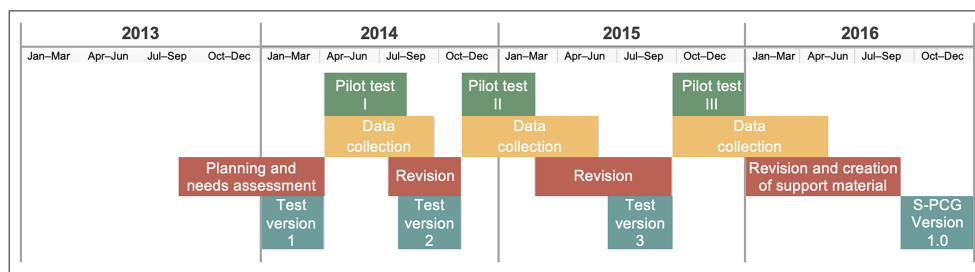 2013 2014 2015 2016
Jan–Mar Apr–Jun Jul–Sep Oct–Dec Jan–Mar Apr–Jun Jul–Sep Oct–Dec Jan–Mar Apr–Jun Jul–Sep Oct–Dec Jan–Mar Apr–Jun Jul–Sep Oct–Dec
Pilot test
I
Pilot test
II
Pilot test
III
Data
collection
Data
collection
Data
collection
Planning and
needs assessment
Revision
Revision
Revision and creation
of support material
Test
version
1
Test
version
2
Test
version
3
S-PCG
Version
1.0